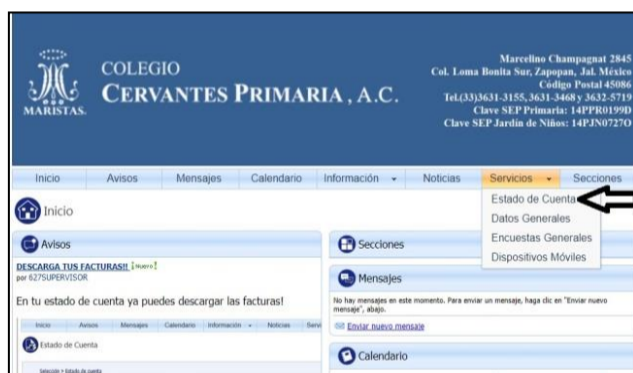 MARISTAS.
COLEGIO
CERVANTES PRIMARIA, A.C.
Marcelino Champagnat 2845
Col. Loma Bonita Sur, Zapopan, Jal. México
Código Postal 45086
Tel.(33)3631-3155, 3631-3468 y 3632-5719
Clave SEP Primaria: 14PPR0199D
Clave SEP Jardín de Niños: 14PJN0727O
Inicio Avisos Mensajes Calendario Información Noticias Servicios Secciones
Estado de Cuenta
Datos Generales
Encuestas Generales
Dispositivos Móviles
Inicio
Avisos
DESCARGA TUS FACTURAS!! ¡Nuevo!
por 627SUPERVISOR
En tu estado de cuenta ya puedes descargar las facturas!
Inicio Avisos Mensajes Calendario Información Noticias Servi
Estado de Cuenta
Selección y Estado de cuenta
Secciones
Mensajes
No hay mensajes en este momento. Para enviar un mensaje, haga clic en "Enviar nuevo
mensaje", abajo.
Enviar nuevo mensaje
Calendario